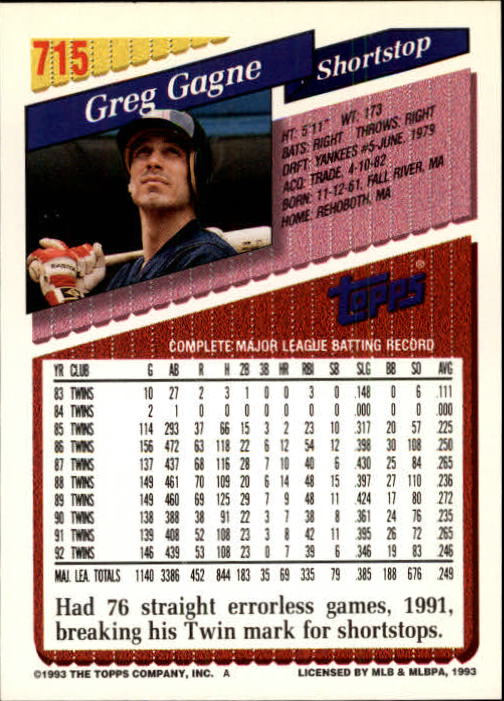 715
Greg Gagne
Shortstop
HT: 5'11" WT: 173
BATS: RIGHT THROWS: RIGHT
DRFT: YANKEES #5-JUNE, 1979
ACQ: TRADE, 4-10-82
BORN: 11-12-61, FALL RIVER, MA
HOME: REHOBOTH, MA
Topps®
COMPLETE MAJOR LEAGUE BATTING RECORD
YR CLUB G AB R H 2B 3B HR RBI SB SLG BB SO AVG
83 TWINS 10 27 2 3 1 0 0 3 0 .148 0 6 .111
84 TWINS 2 1 0 0 0 0 0 0 0 .000 0 0 .000
85 TWINS 114 293 37 66 15 3 2 23 10 .317 20 57 .225
86 TWINS 156 472 63 118 22 6 12 54 12 .398 30 108 .250
87 TWINS 137 437 68 116 28 7 10 40 6 .430 25 84 .265
88 TWINS 149 461 70 109 20 6 14 48 15 .397 27 110 .236
89 TWINS 149 460 69 125 29 7 9 48 11 .424 17 80 .272
90 TWINS 138 388 38 91 22 3 7 38 8 .361 24 76 .235
91 TWINS 139 408 52 108 23 3 8 42 11 .395 26 72 .265
92 TWINS 146 439 53 108 23 0 7 39 6 .346 19 83 .246
MAJ. LEA. TOTALS 1140 3386 452 844 183 35 69 335 79 .385 188 676 .249
Had 76 straight errorless games, 1991,
breaking his Twin mark for shortstops.
©1993 THE TOPPS COMPANY, INC. A LICENSED BY MLB & MLBPA, 1993